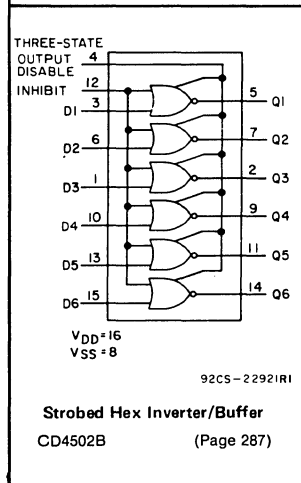 THREE-STATE
OUTPUT 4
DISABLE
INHIBIT 12
D1 3
5 Q1
D2 6
7 Q2
D3 1
2 Q3
D4 10
9 Q4
D5 13
11 Q5
D6 15
14 Q6
VDD=16
VSS=8
92CS-22921R1
Strobed Hex Inverter/Buffer
CD4502B (Page 287)